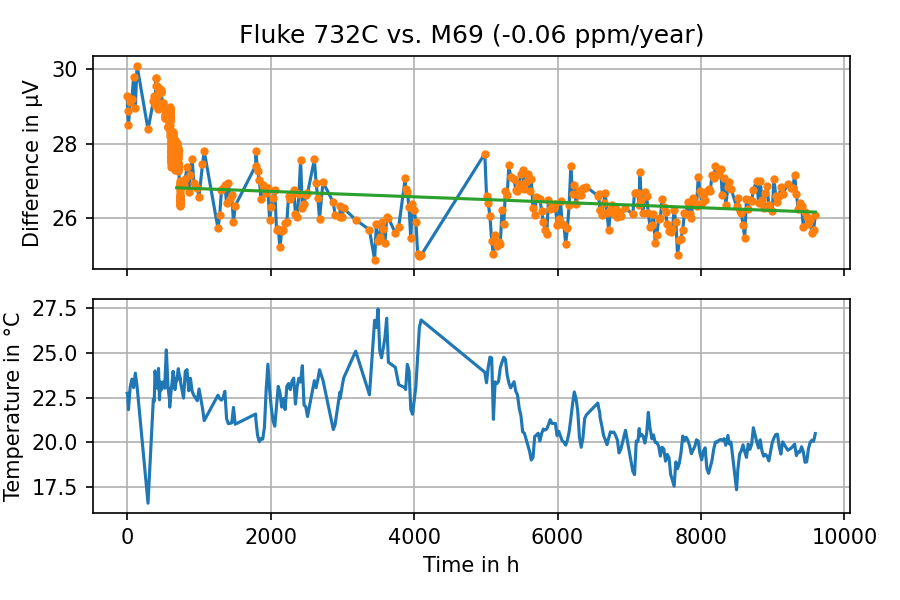 Fluke 732C vs. M69 (-0.06 ppm/year)
Difference in µV
30
28
26
Temperature in °C
27.5
25.0
22.5
20.0
17.5
0 2000 4000 6000 8000 10000
Time in h